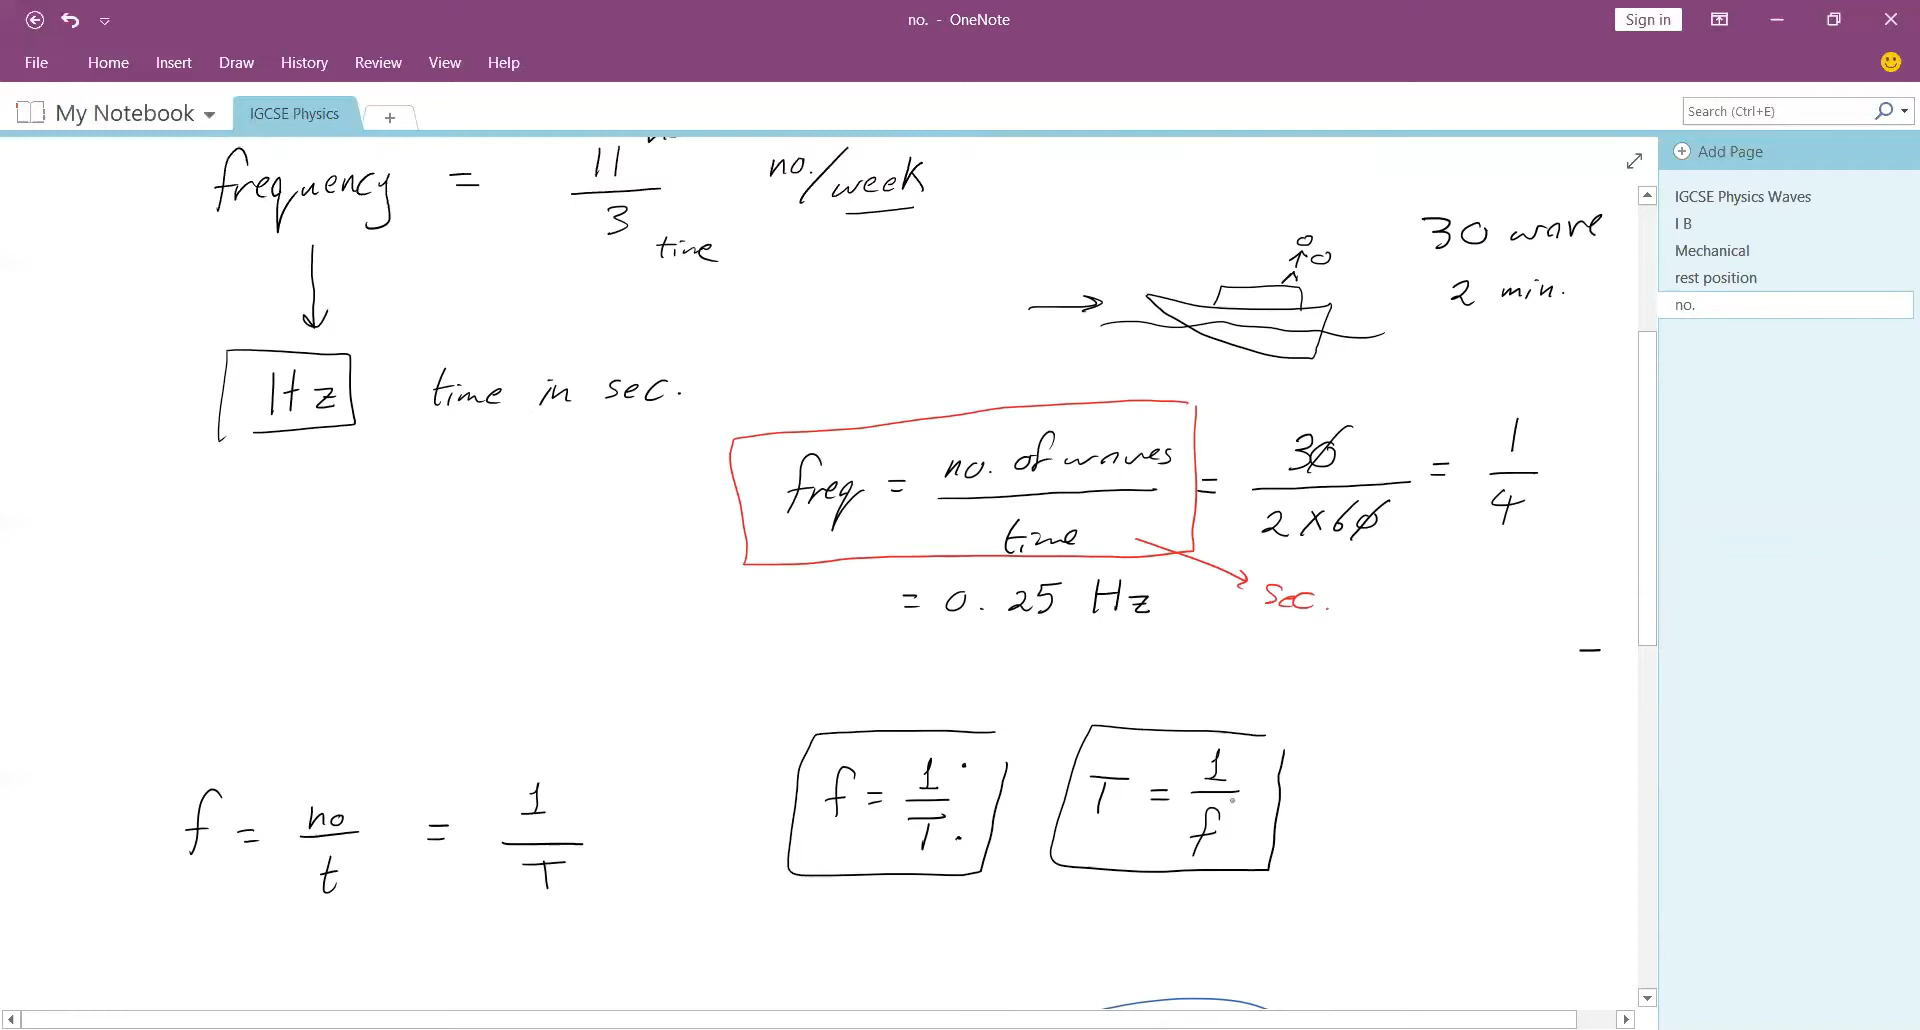 no. - OneNote
Sign in
File Home Insert Draw History Review View Help
My Notebook
IGCSE Physics
+
Search (Ctrl+E)
Add Page
IGCSE Physics Waves
I B
Mechanical
rest position
no.
frequency = 11/3 no./week
time
30 wave
2 min.
Hz time in sec.
freq = no. of waves/time = 30/2 x 60 = 1/4
= 0.25 Hz
sec.
f = no/t = 1/T
f = 1/T
T = 1/f